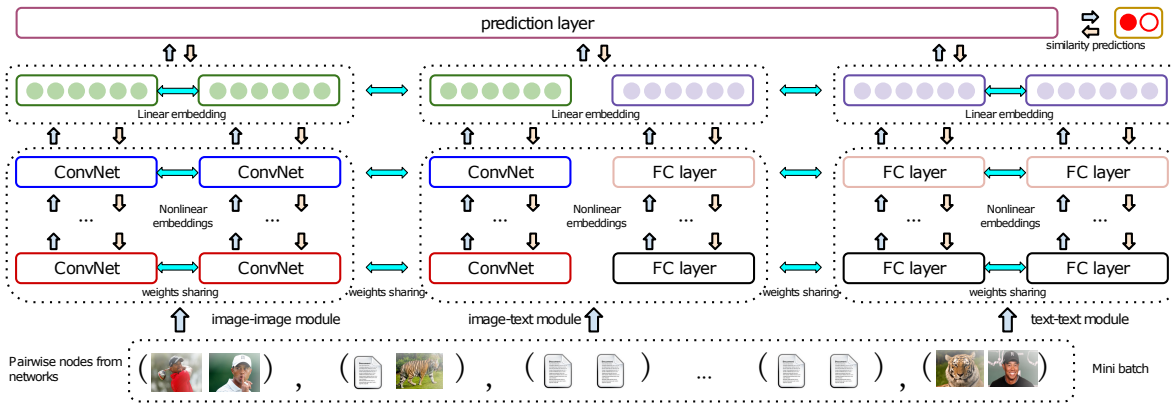 prediction layer
similarity predictions
Linear embedding
Linear embedding
Linear embedding
ConvNet ConvNet ConvNet FC layer FC layer FC layer
... Nonlinear embeddings ... ... Nonlinear embeddings ... ... Nonlinear embeddings ...
ConvNet ConvNet ConvNet FC layer FC layer FC layer
weights sharing weights sharing weights sharing weights sharing
image-image module image-text module text-text module
Pairwise nodes from
networks
( ) , ( ) , ( ) ... ( ) , ( )
Mini batch